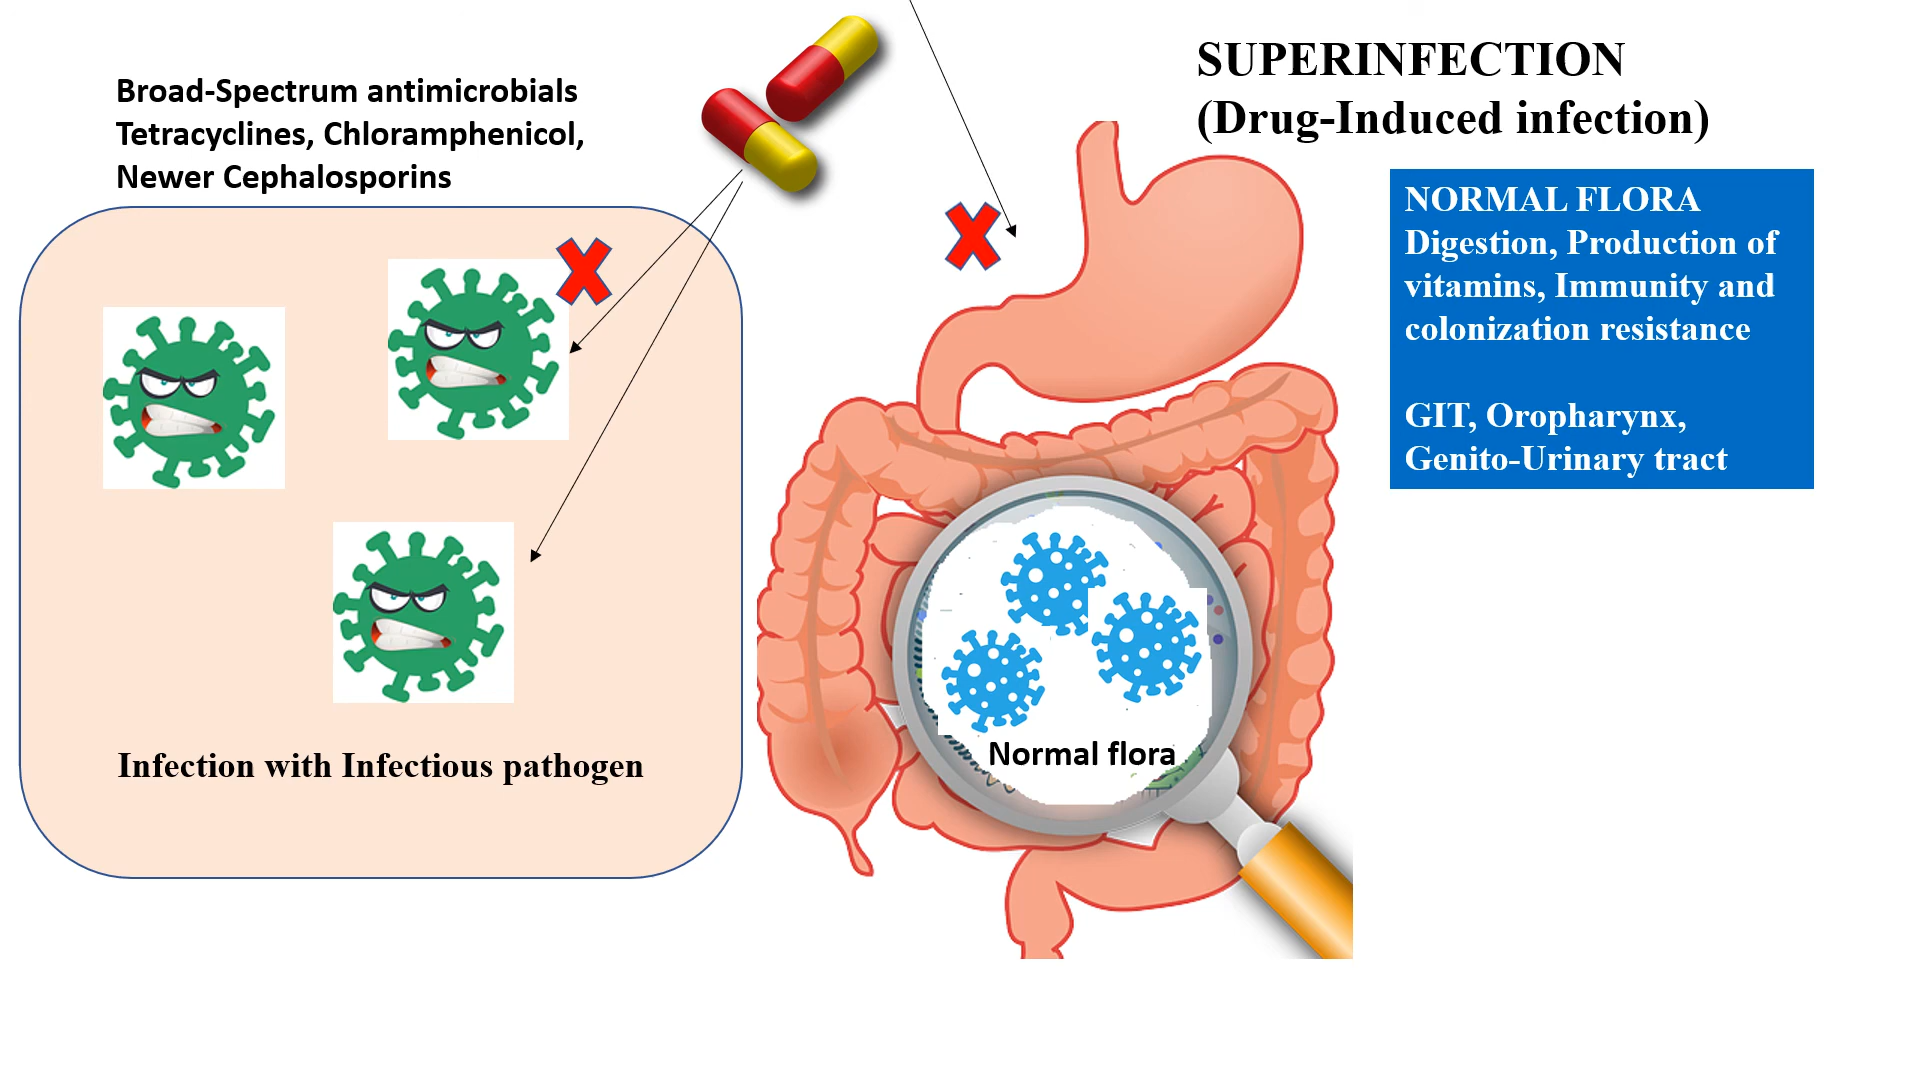 Broad-Spectrum antimicrobials
Tetracyclines, Chloramphenicol,
Newer Cephalosporins
Infection with Infectious pathogen
SUPERINFECTION
(Drug-Induced infection)
NORMAL FLORA
Digestion, Production of
vitamins, Immunity and
colonization resistance
GIT, Oropharynx,
Genito-Urinary tract
Normal flora